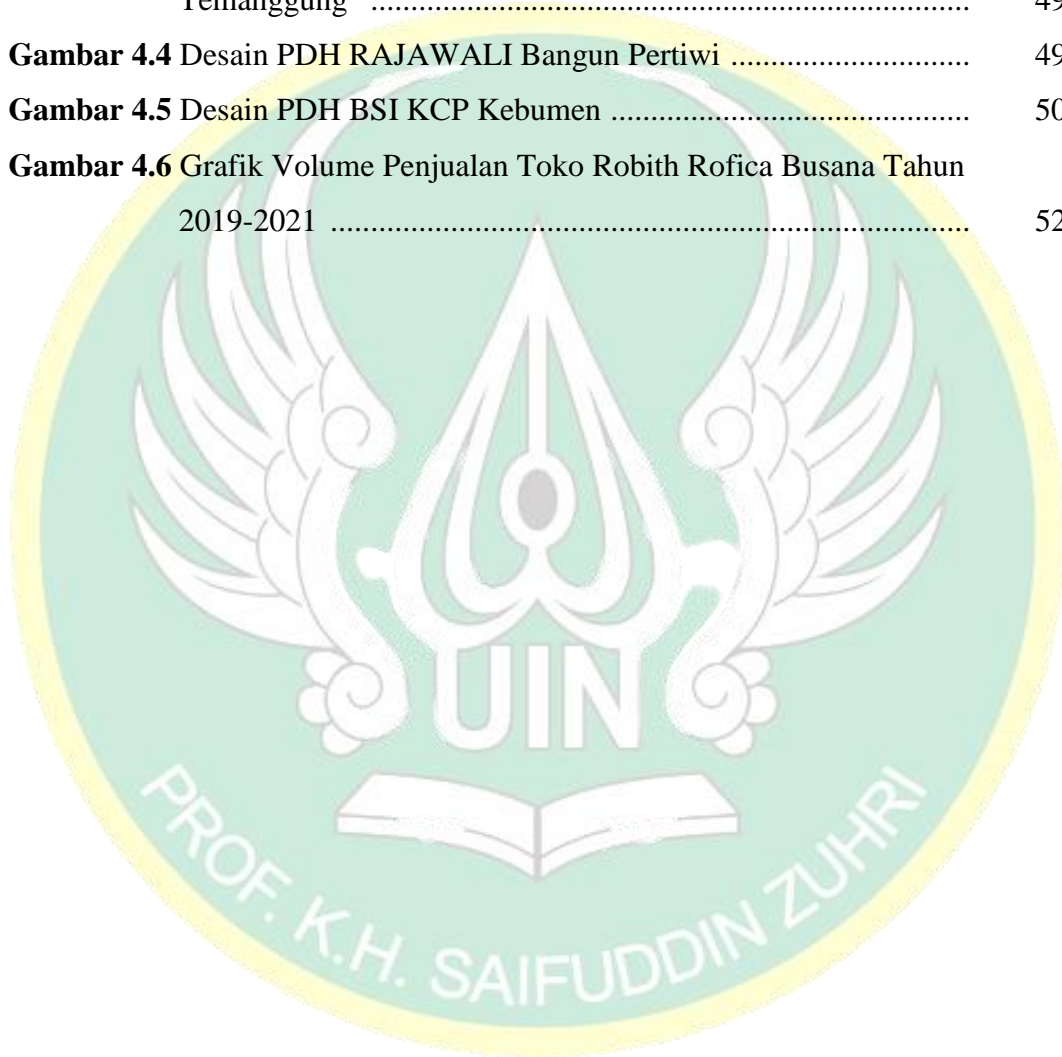 Temanggung ........................................................................... 49
Gambar 4.4 Desain PDH RAJAWALI Bangun Pertiwi ............................. 49
Gambar 4.5 Desain PDH BSI KCP Kebumen ............................................ 50
Gambar 4.6 Grafik Volume Penjualan Toko Robith Rofica Busana Tahun
2019-2021 ................................................................................ 52
UIN
PROF. K.H. SAIFUDDIN ZUHRI